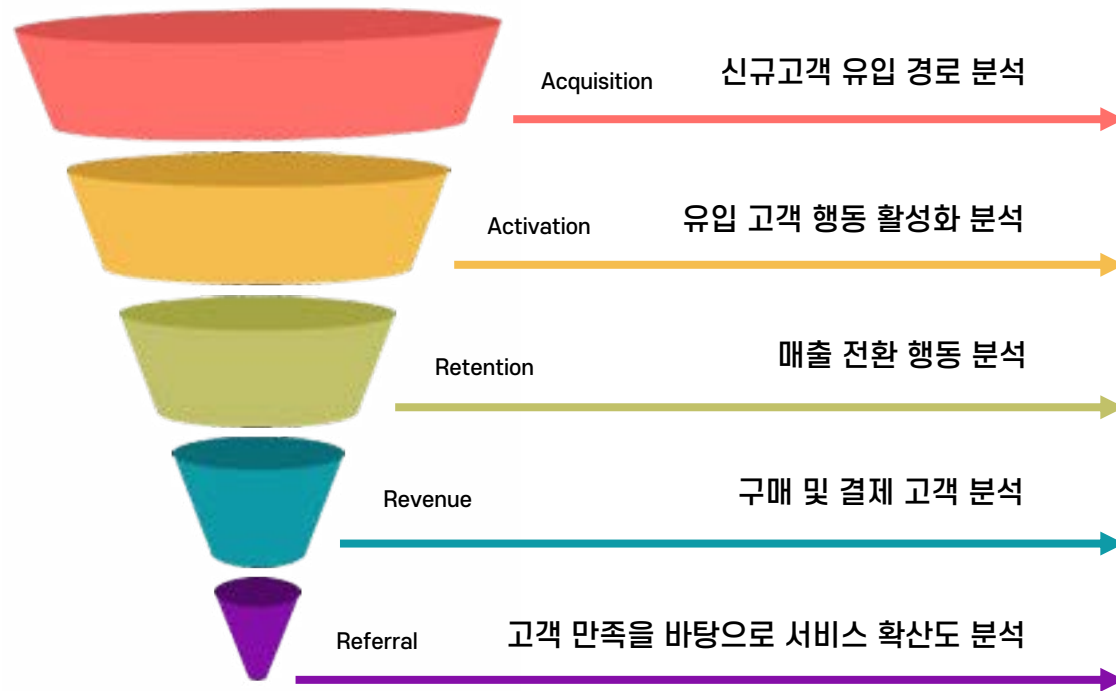 Acquisition 신규고객 유입 경로 분석
Activation 유입 고객 행동 활성화 분석
Retention 매출 전환 행동 분석
Revenue 구매 및 결제 고객 분석
Referral 고객 만족을 바탕으로 서비스 확산도 분석